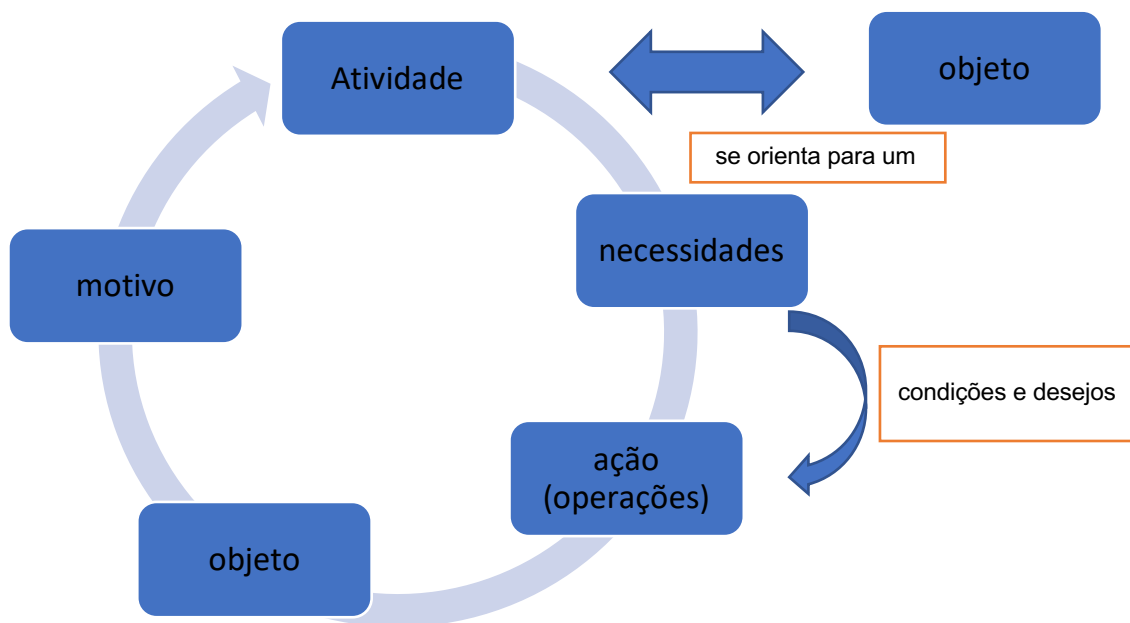 Atividade
objeto
se orienta para um
necessidades
motivo
condições e desejos
ação
(operações)
objeto